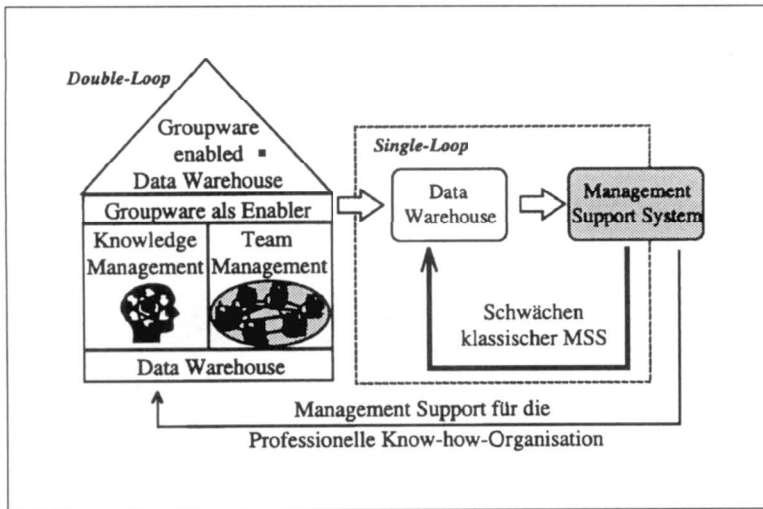 Double-Loop
Groupware
enabled
Data Warehouse
Groupware als Enabler
Knowledge
Management
Team
Management
Data Warehouse
Single-Loop
Data
Warehouse
Management
Support System
Schwächen
klassischer MSS
Management Support für die
Professionelle Know-how-Organisation